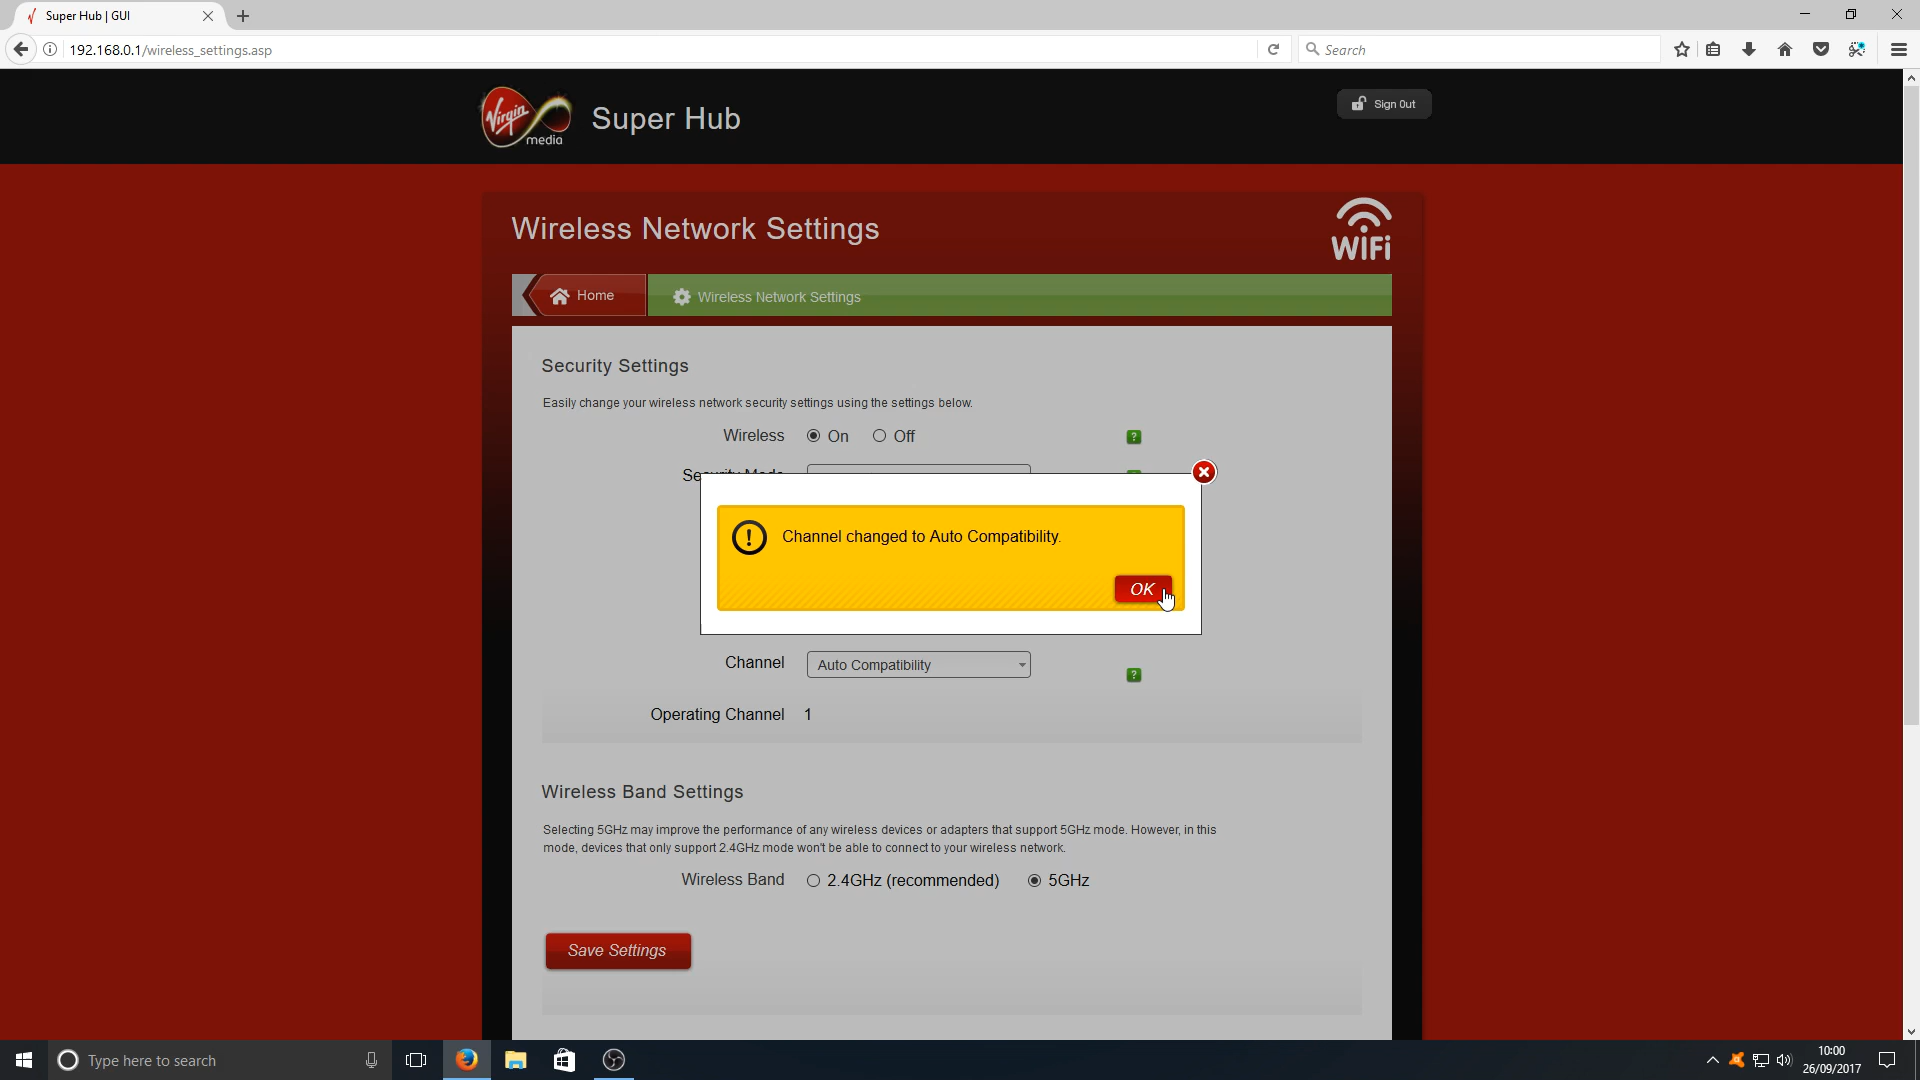 Super Hub | GUI
192.168.0.1/wireless_settings.asp
Search
Virgin
media
Super Hub
Sign Out
Wireless Network Settings
WiFi
Home
Wireless Network Settings
Security Settings
Easily change your wireless network security settings using the settings below.
Wireless
On
Off
?
Security Mode
Channel changed to Auto Compatibility.
OK
Channel
Auto Compatibility
?
Operating Channel
1
Wireless Band Settings
Selecting 5GHz may improve the performance of any wireless devices or adapters that support 5GHz mode. However, in this
mode, devices that only support 2.4GHz mode won't be able to connect to your wireless network.
Wireless Band
2.4GHz (recommended)
5GHz
Save Settings
Type here to search
10:00
26/09/2017